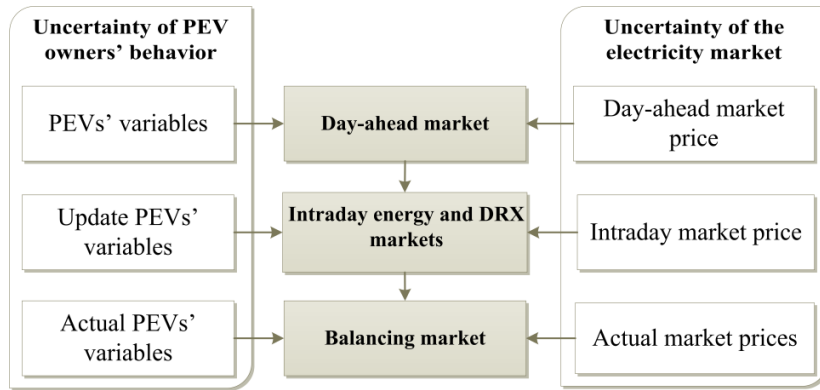 Uncertainty of PEV
owners' behavior
PEVs' variables
Update PEVs'
variables
Actual PEVs'
variables
Day-ahead market
Intraday energy and DRX
markets
Balancing market
Uncertainty of the
electricity market
Day-ahead market
price
Intraday market price
Actual market prices